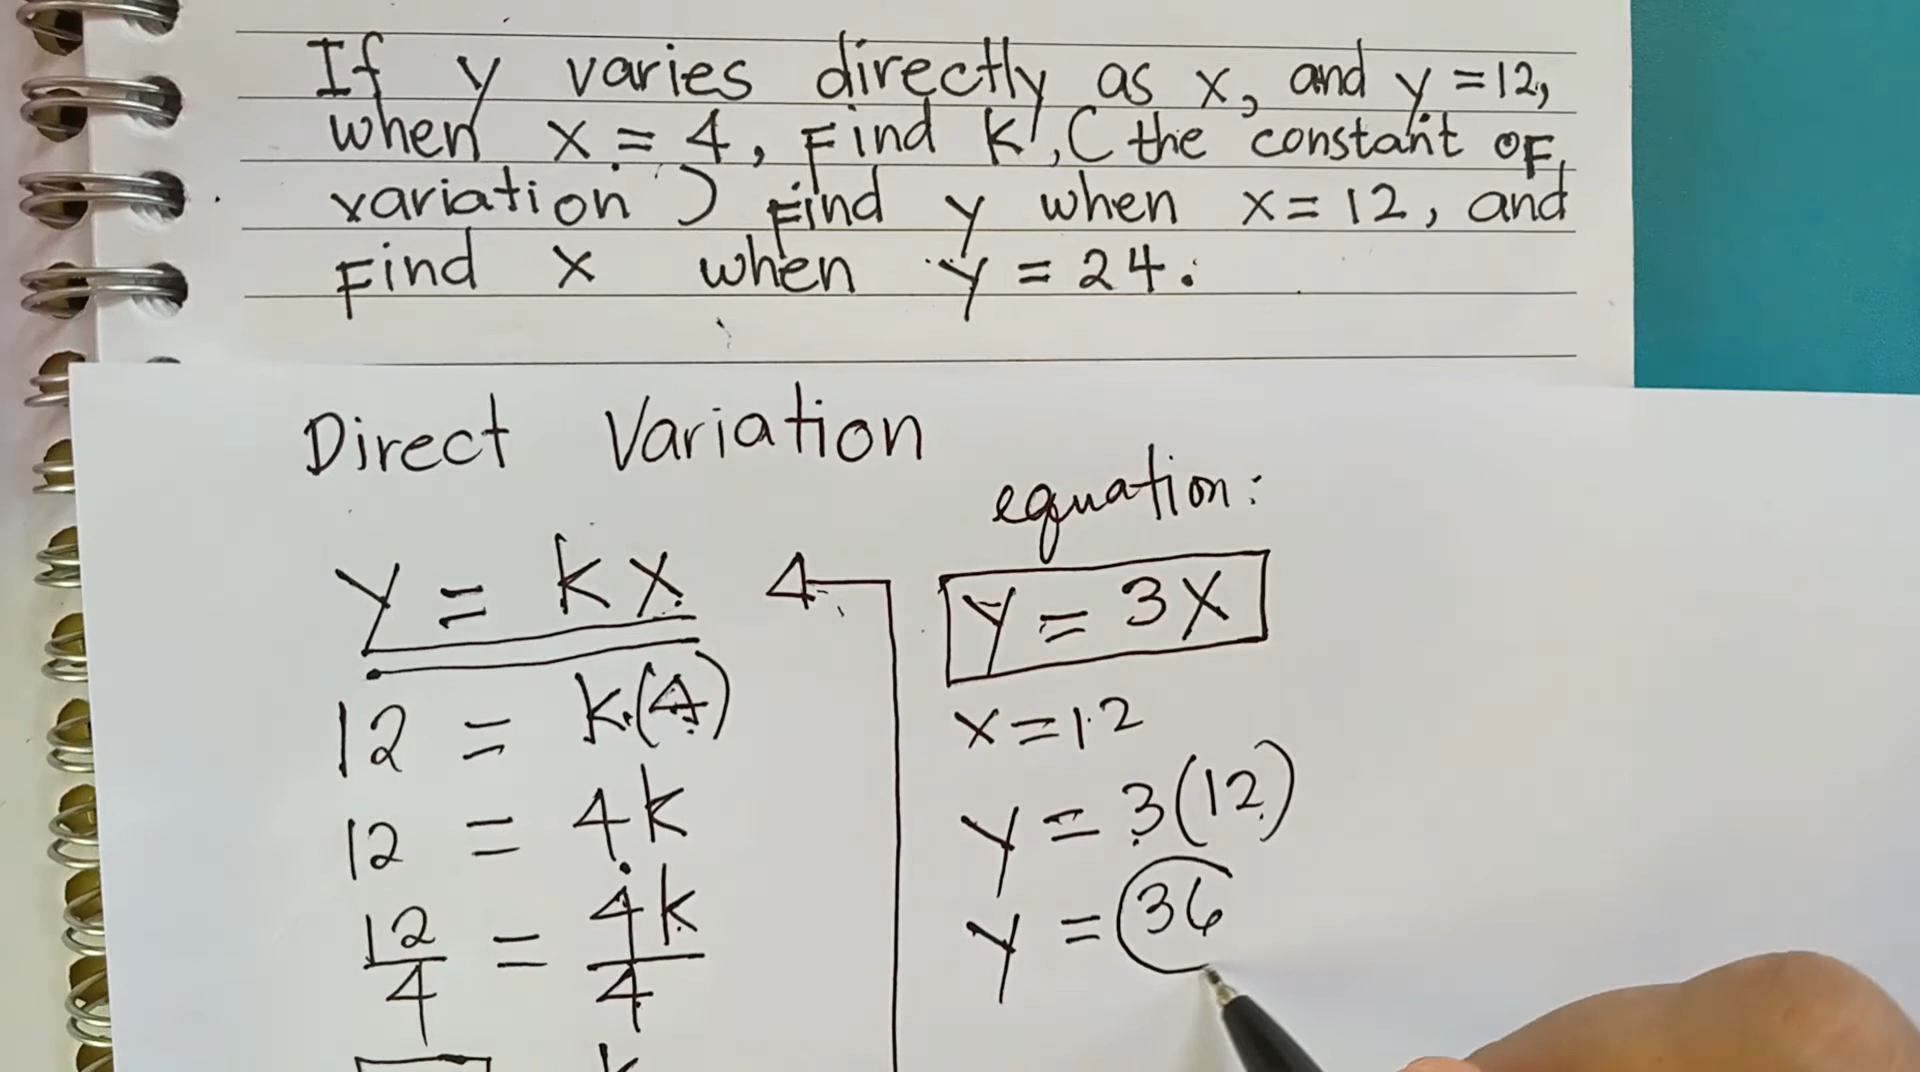 If y varies directly as x, and y = 12,
when x = 4, Find k, (the constant of
variation) Find y when x = 12, and
Find x when y = 24.
Direct Variation
equation:
y = kx 4
y = 3x
12 = k(4)
x = 12
12 = 4k
y = 3(12)
12/4 = 4k/4
y = 36
k